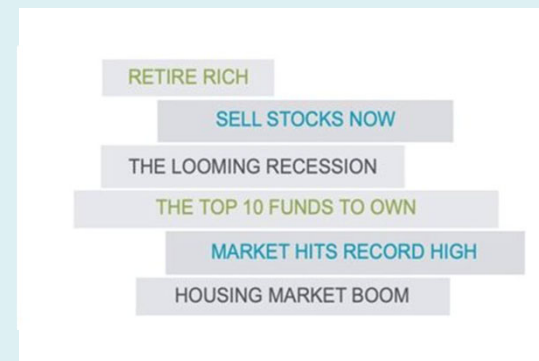 RETIRE RICH
SELL STOCKS NOW
THE LOOMING RECESSION
THE TOP 10 FUNDS TO OWN
MARKET HITS RECORD HIGH
HOUSING MARKET BOOM